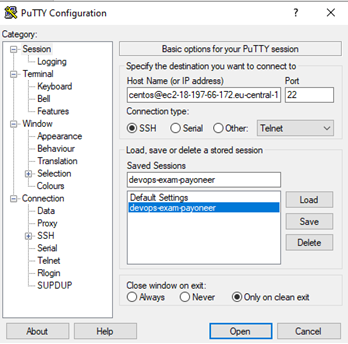 PuTTY Configuration
Category:
Session
Logging
Terminal
Keyboard
Bell
Features
Window
Appearance
Behaviour
Translation
Selection
Colours
Connection
Data
Proxy
SSH
Serial
Telnet
Rlogin
SUPDUP
Basic options for your PuTTY session
Specify the destination you want to connect to
Host Name (or IP address) Port
centos@ec2-18-197-66-172.eu-central-1 22
Connection type:
SSH Serial Other: Telnet
Load, save or delete a stored session
Saved Sessions
devops-exam-payoneer
Default Settings
devops-exam-payoneer
Load
Save
Delete
Close window on exit:
Always Never Only on clean exit
About Help Open Cancel